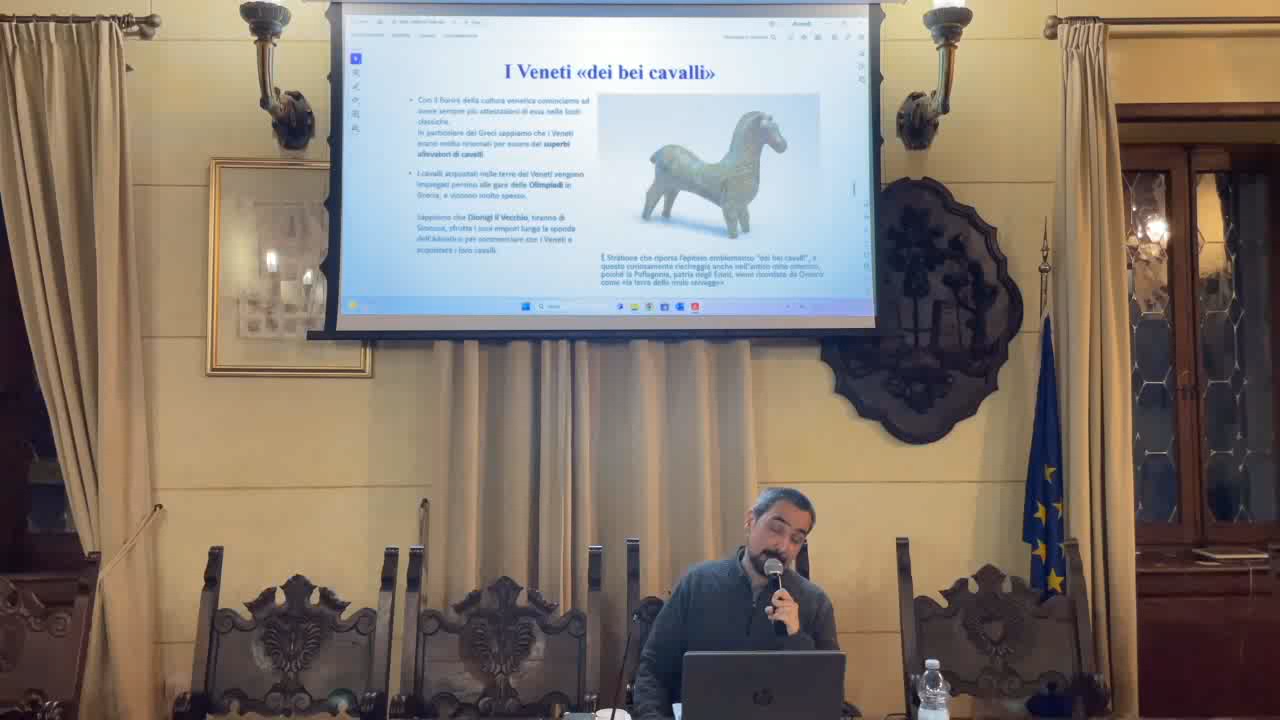 I Veneti «dei bei cavalli»
• Con il fiorire della cultura venetica cominciamo ad
avere sempre più attestazioni di essa nelle fonti
classiche.
In particolare dai Greci sappiamo che i Veneti
erano molto rinomati per essere dei superbi
allevatori di cavalli.
• I cavalli acquistati nelle terre dei Veneti vengono
impiegati persino alle gare delle Olimpiadi in
Grecia, e vincono molto spesso.
Sappiamo che Dionigi il Vecchio, tiranno di
Siracusa, sfrutta i suoi empori lungo la sponda
dell'Adriatico per commerciare con i Veneti e
acquistare i loro cavalli.
È Strabone che riporta l'epiteto emblematico "dei bei cavalli", e
questo curiosamente riecheggia anche nell'antico mito omerico,
poiché la Paflagonia, patria degli Eneti, viene ricordata da Omero
come «la terra delle mule selvagge»
hp